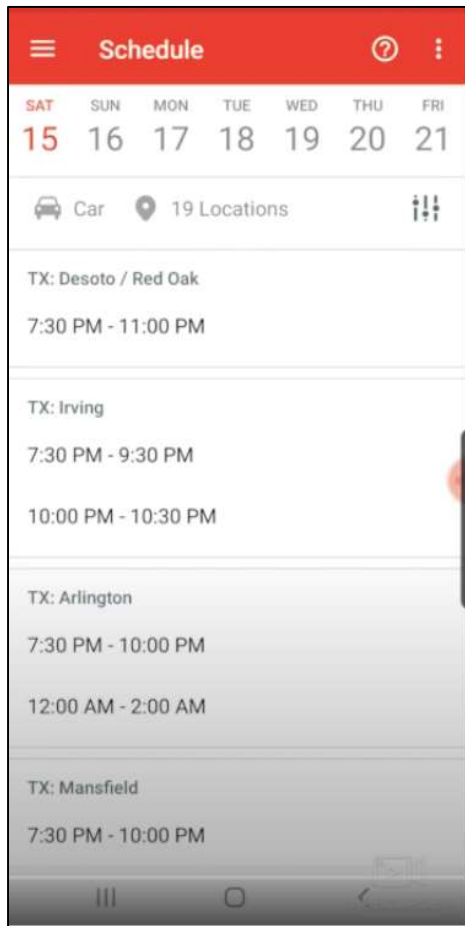 Schedule
SAT SUN MON TUE WED THU FRI
15 16 17 18 19 20 21
Car 19 Locations
TX: Desoto / Red Oak
7:30 PM - 11:00 PM
TX: Irving
7:30 PM - 9:30 PM
10:00 PM - 10:30 PM
TX: Arlington
7:30 PM - 10:00 PM
12:00 AM - 2:00 AM
TX: Mansfield
7:30 PM - 10:00 PM